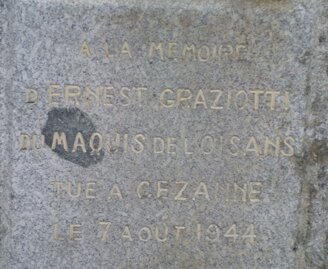 A LA MEMOIRE
D'ERNEST GRAZIOTTI
DU MAQUIS DE L'OISANS
TUE A CEZANNE
LE 7 AOUT 1944